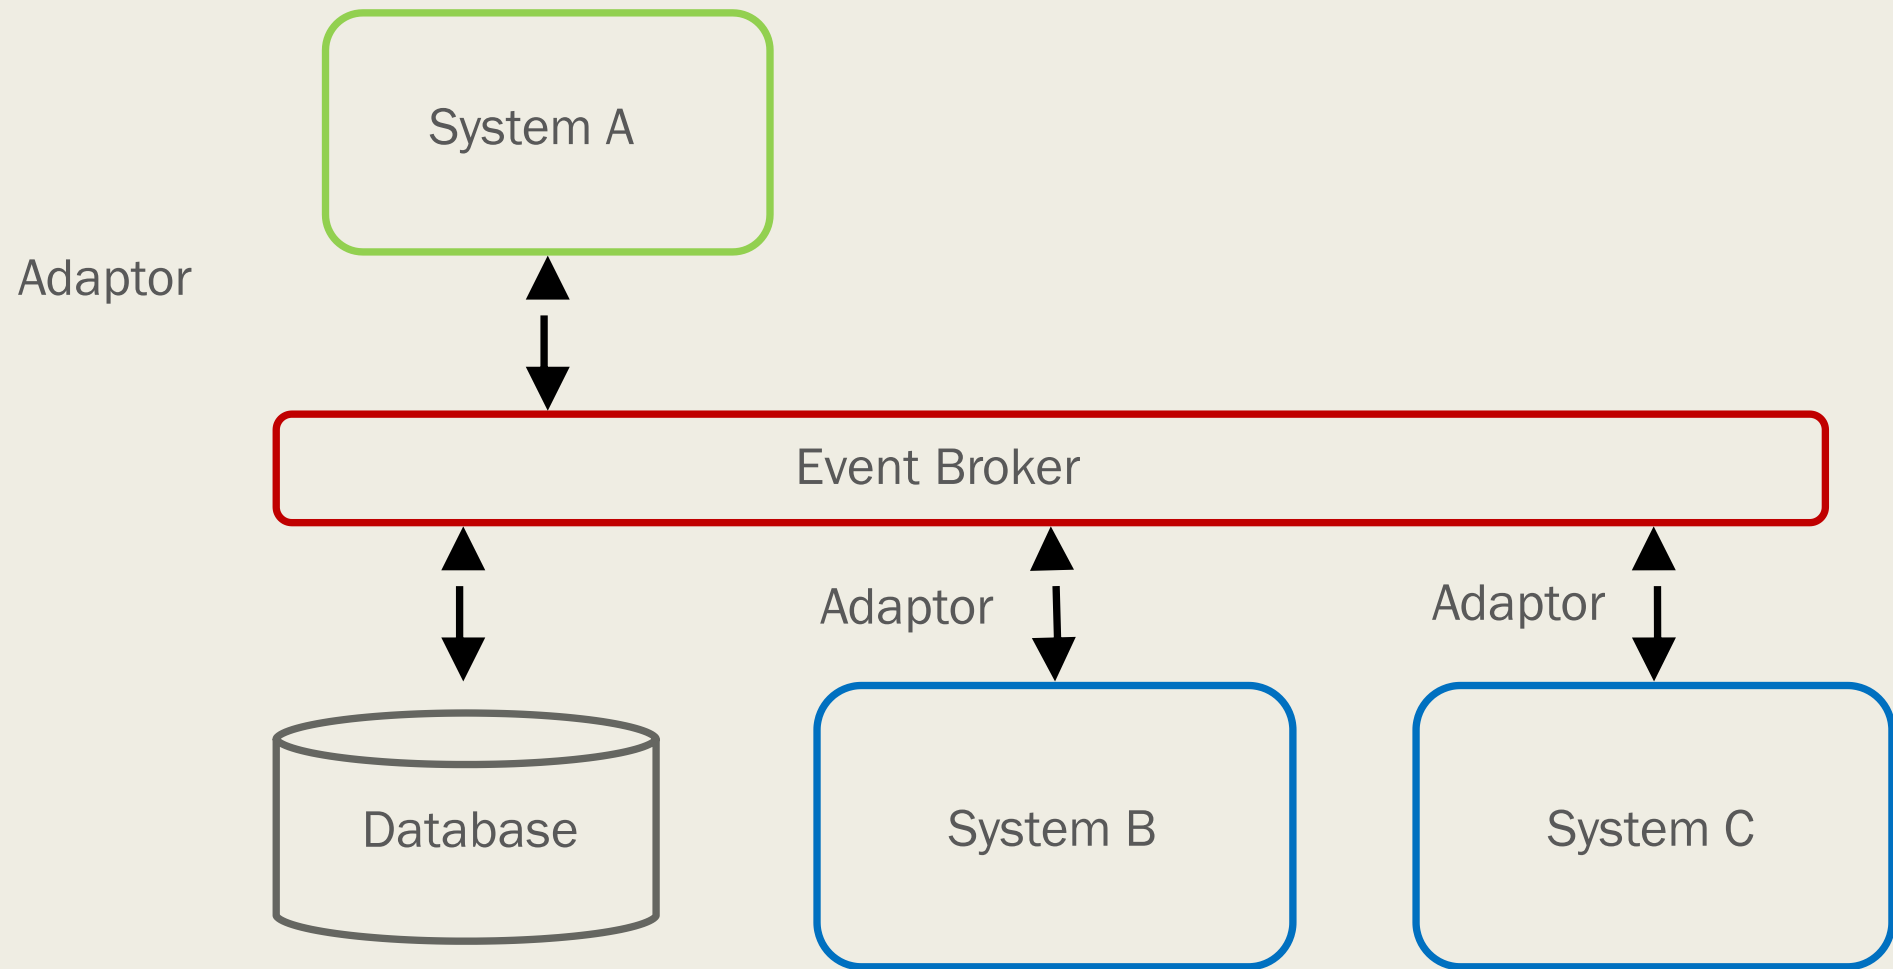 System A
Adaptor
Event Broker
Adaptor
Adaptor
Database
System B
System C